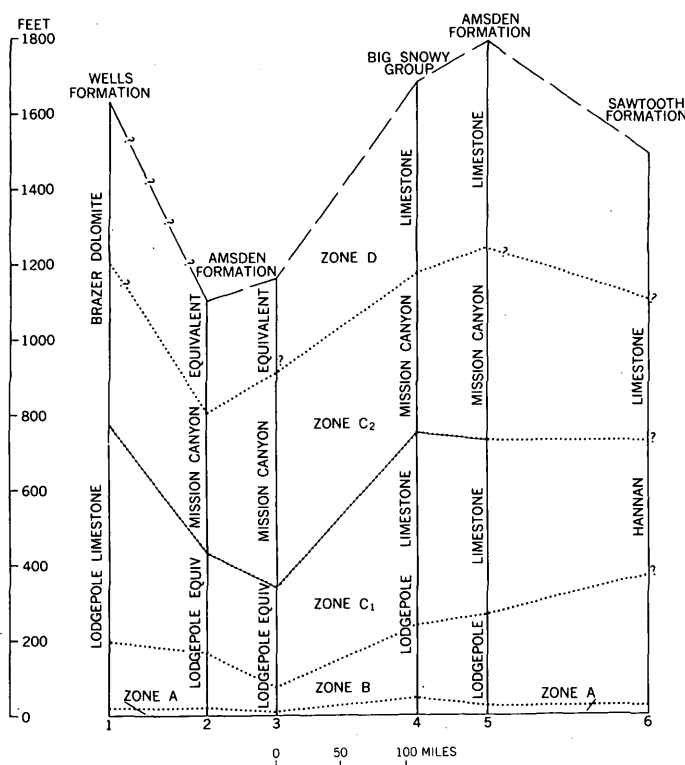 FEET
1800
1600
1400
1200
1000
800
600
400
200
0
WELLS
FORMATION
AMSDEN
FORMATION
BIG SNOWY
GROUP
AMSDEN
FORMATION
SAWTOOTH
FORMATION
LODGEPOLE LIMESTONE
BRAZER DOLOMITE
LODGEPOLE EQUIV
MISSION CANYON EQUIVALENT
LODGEPOLE EQUIV.
MISSION CANYON EQUIVALENT
LODGEPOLE LIMESTONE
MISSION CANYON LIMESTONE
LODGEPOLE LIMESTONE
MISSION CANYON LIMESTONE
HANNAN LIMESTONE
? ? ? ?
?
?
?
?
?
?
ZONE D
ZONE C2
ZONE C1
ZONE B
ZONE A
ZONE A
1 2 3 4 5 6
0 50 100 MILES